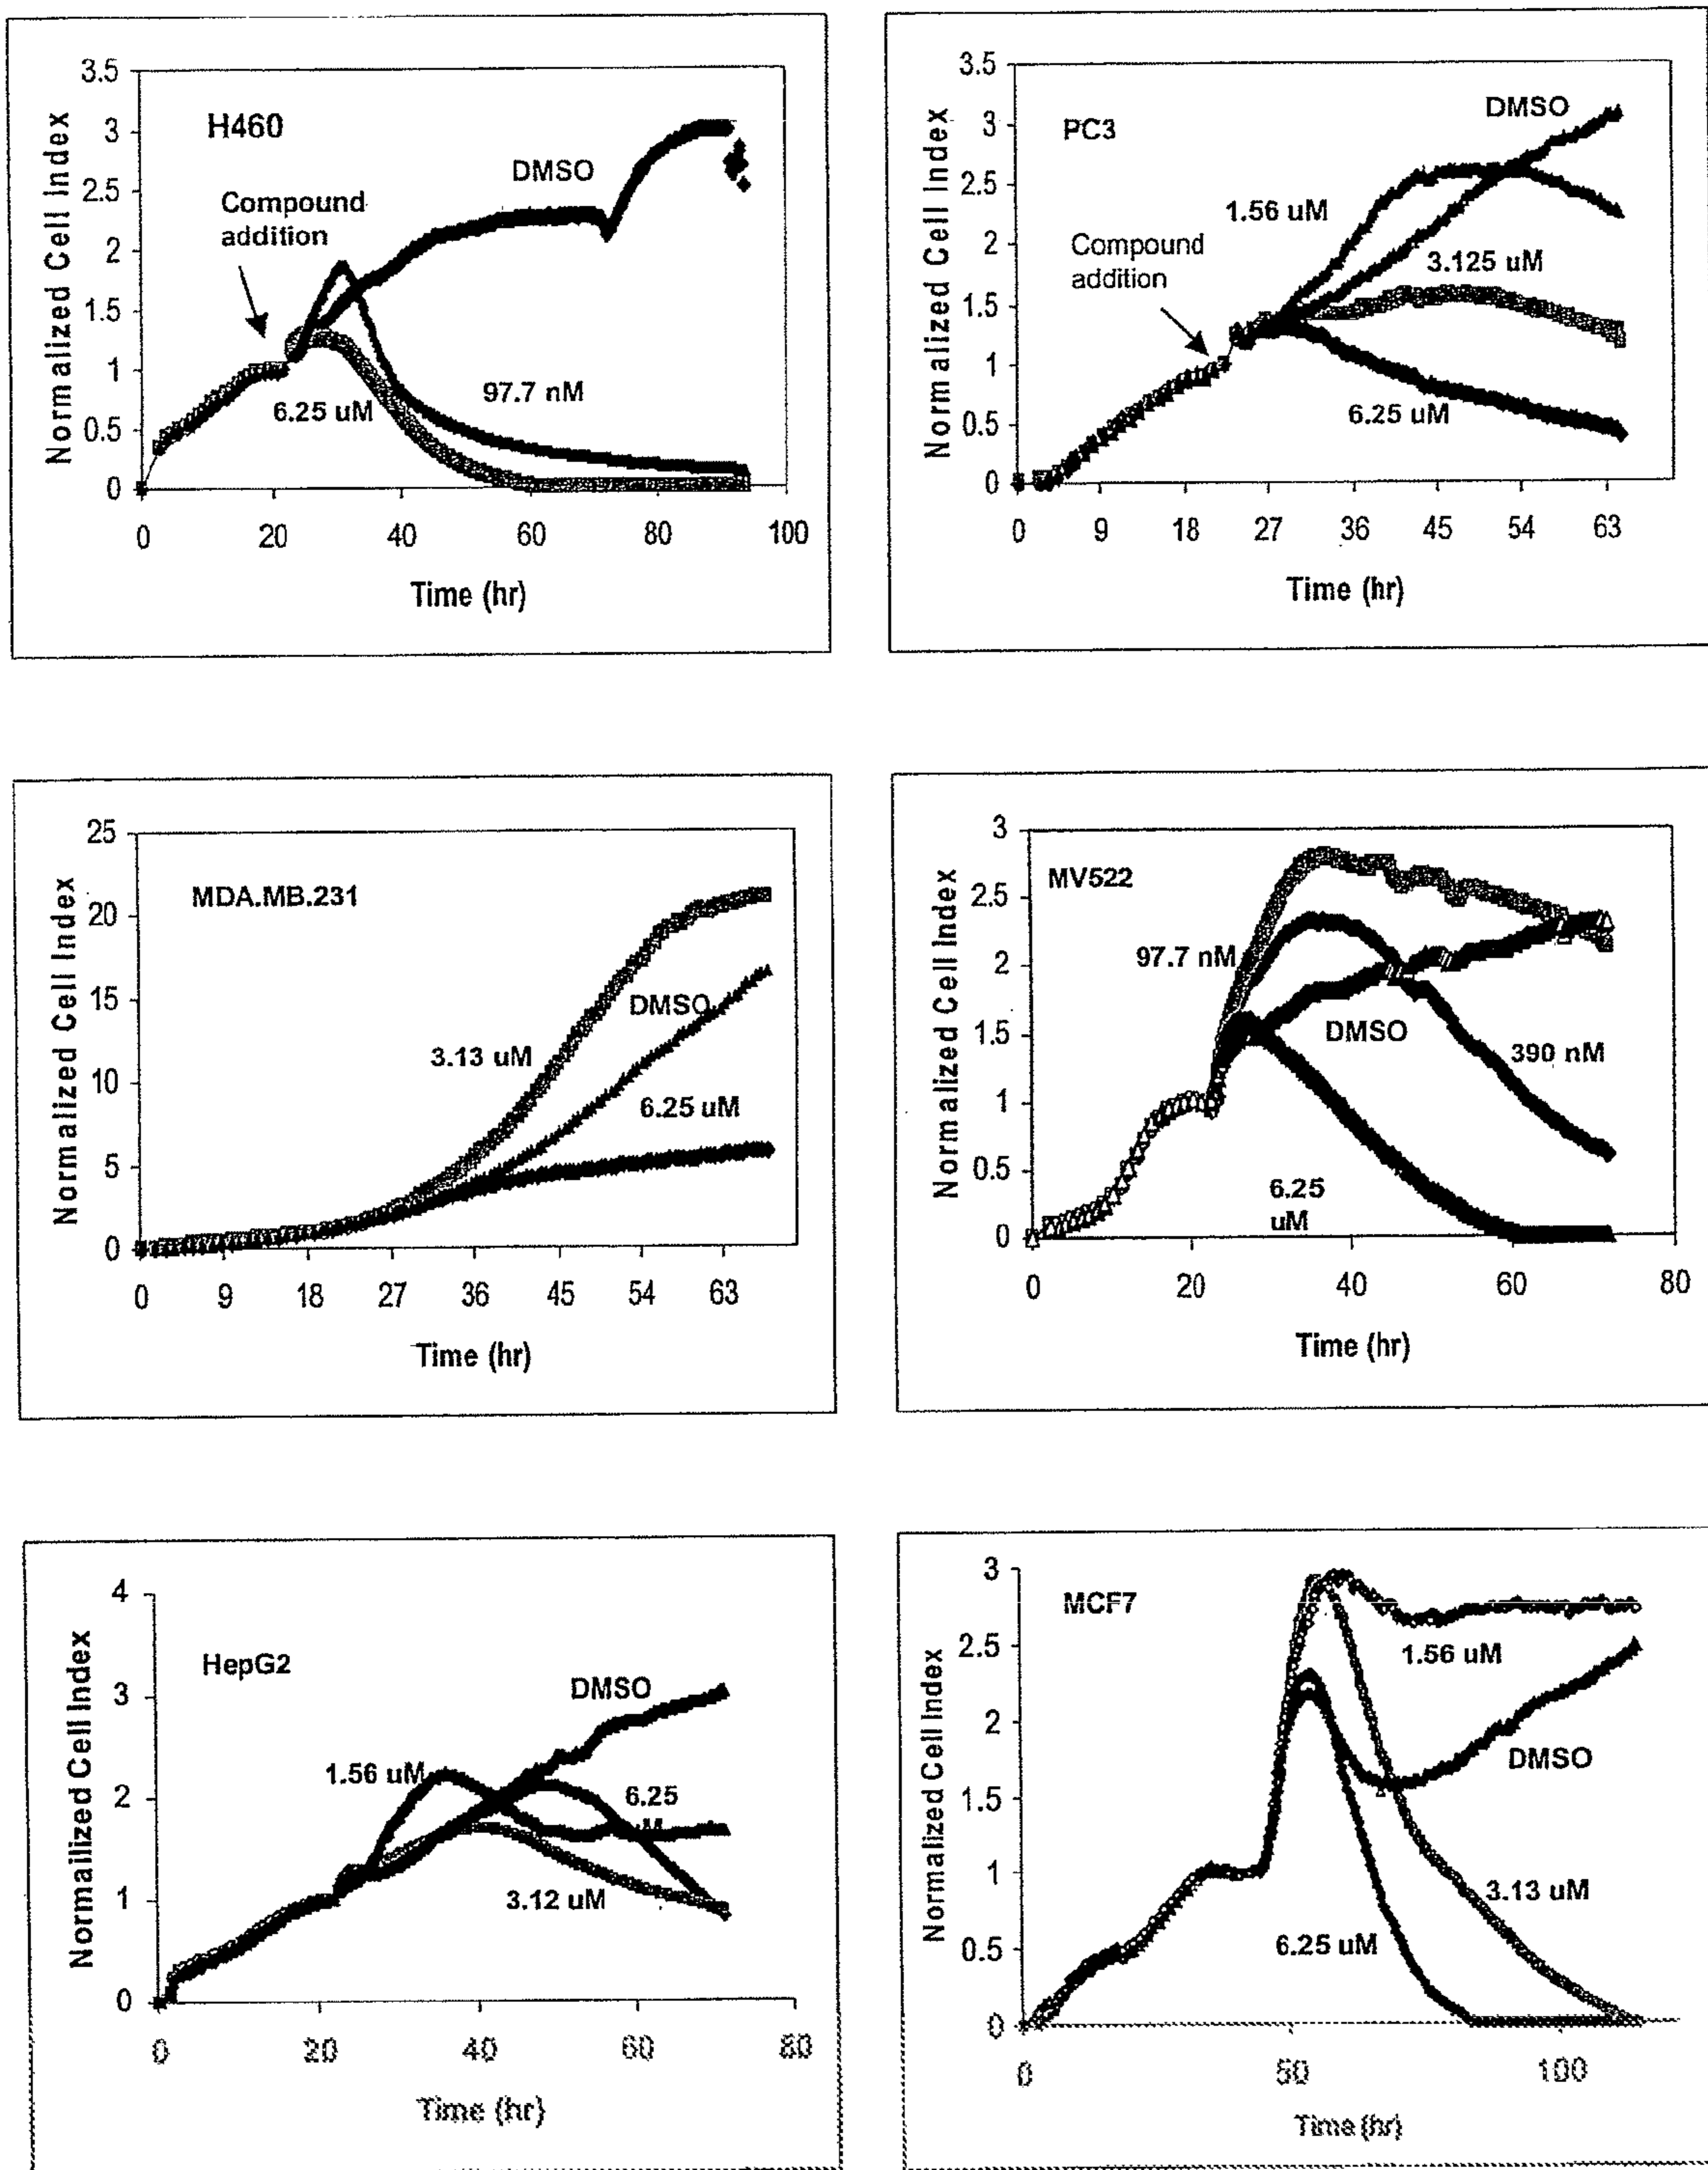 H460
Normalized Cell Index
3.5
3
2.5
2
1.5
1
0.5
0
Compound
addition
DMSO
97.7 nM
6.25 uM
0 20 40 60 80 100
Time (hr)
PC3
Normalized Cell Index
3.5
3
2.5
2
1.5
1
0.5
0
DMSO
1.56 uM
Compound
addition
3.125 uM
6.25 uM
0 9 18 27 36 45 54 63
Time (hr)
MDA.MB.231
Normalized Cell Index
25
20
15
10
5
0
DMSO
3.13 uM
6.25 uM
0 9 18 27 36 45 54 63
Time (hr)
MV522
Normalized Cell Index
3
2.5
2
1.5
1
0.5
0
97.7 nM
DMSO
390 nM
6.25
uM
0 20 40 60 80
Time (hr)
HepG2
Normailized Cell Index
4
3
2
1
0
DMSO
1.56 uM
6.25
uM
3.12 uM
0 20 40 60 80
Time (hr)
MCF7
Normalized Cell Index
3
2.5
2
1.5
1
0.5
0
1.56 uM
DMSO
3.13 uM
6.25 uM
0 50 100
Time (hr)